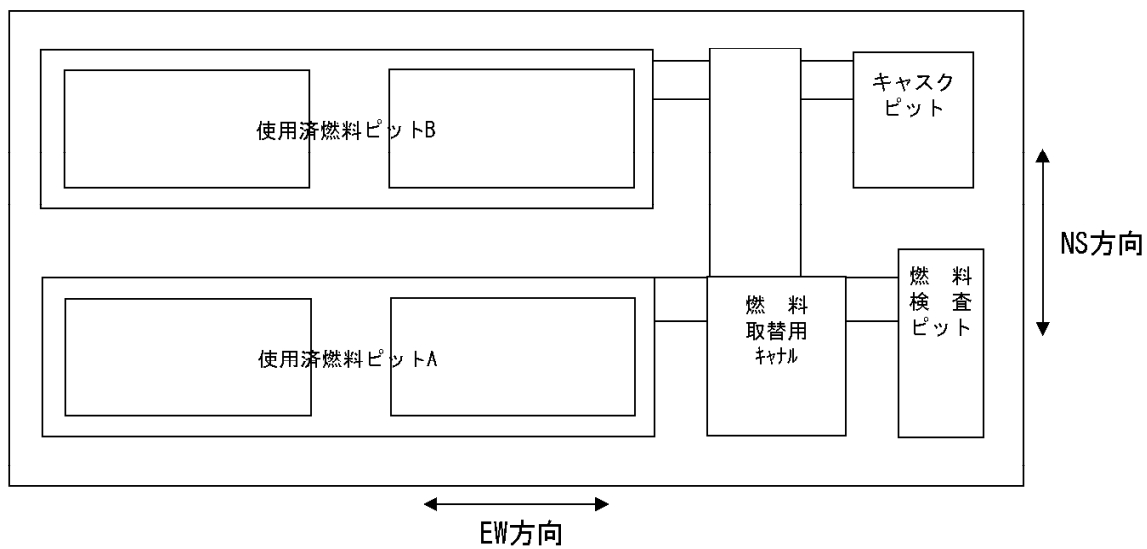 使用済燃料ピットB
キャスク
ピット
NS方向
使用済燃料ピットA
燃 料
取替用
ｷｬﾅﾙ
燃 料
検 査
ピット
EW方向